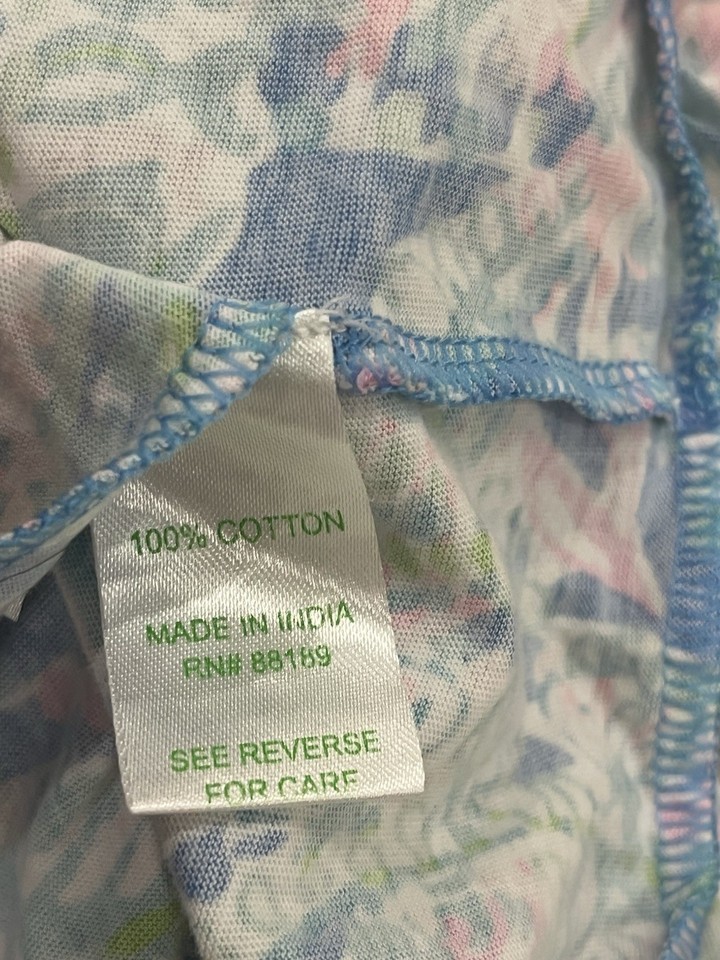 100% COTTON
MADE IN INDIA
RN# 88189
SEE REVERSE
FOR CARE